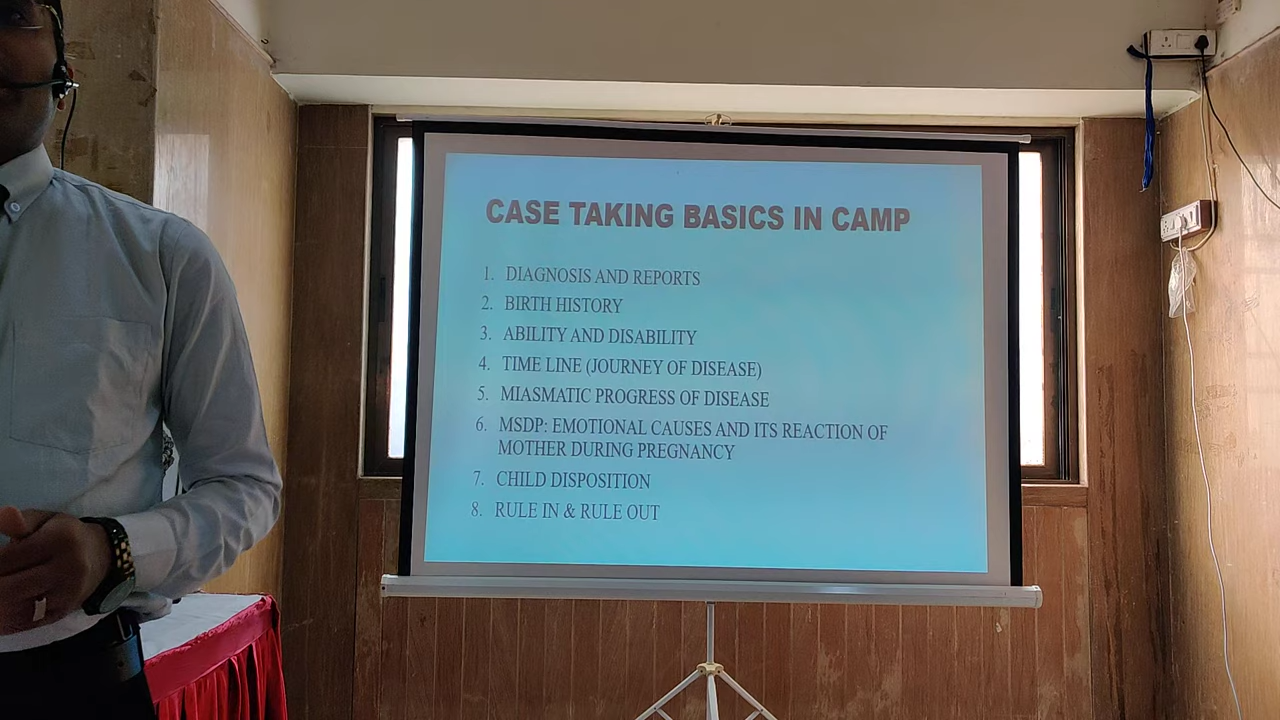 CASE TAKING BASICS IN CAMP
1. DIAGNOSIS AND REPORTS
2. BIRTH HISTORY
3. ABILITY AND DISABILITY
4. TIME LINE (JOURNEY OF DISEASE)
5. MIASMATIC PROGRESS OF DISEASE
6. MSDP: EMOTIONAL CAUSES AND ITS REACTION OF
MOTHER DURING PREGNANCY
7. CHILD DISPOSITION
8. RULE IN & RULE OUT